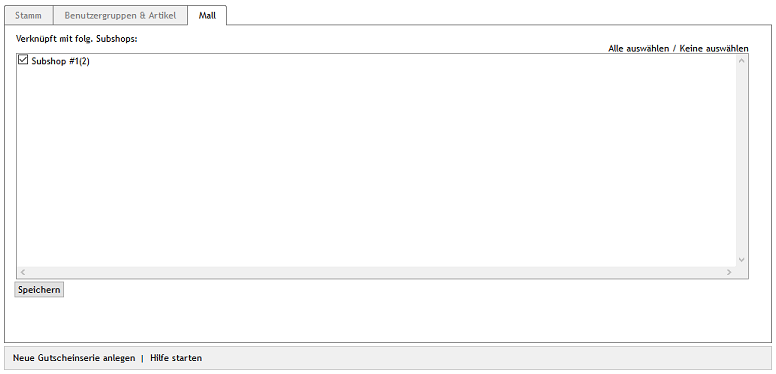 Stamm Benutzergruppen & Artikel Mall
Verknüpft mit folg. Subshops:
Alle auswählen / Keine auswählen
Subshop #1(2)
Speichern
Neue Gutscheinserie anlegen | Hilfe starten